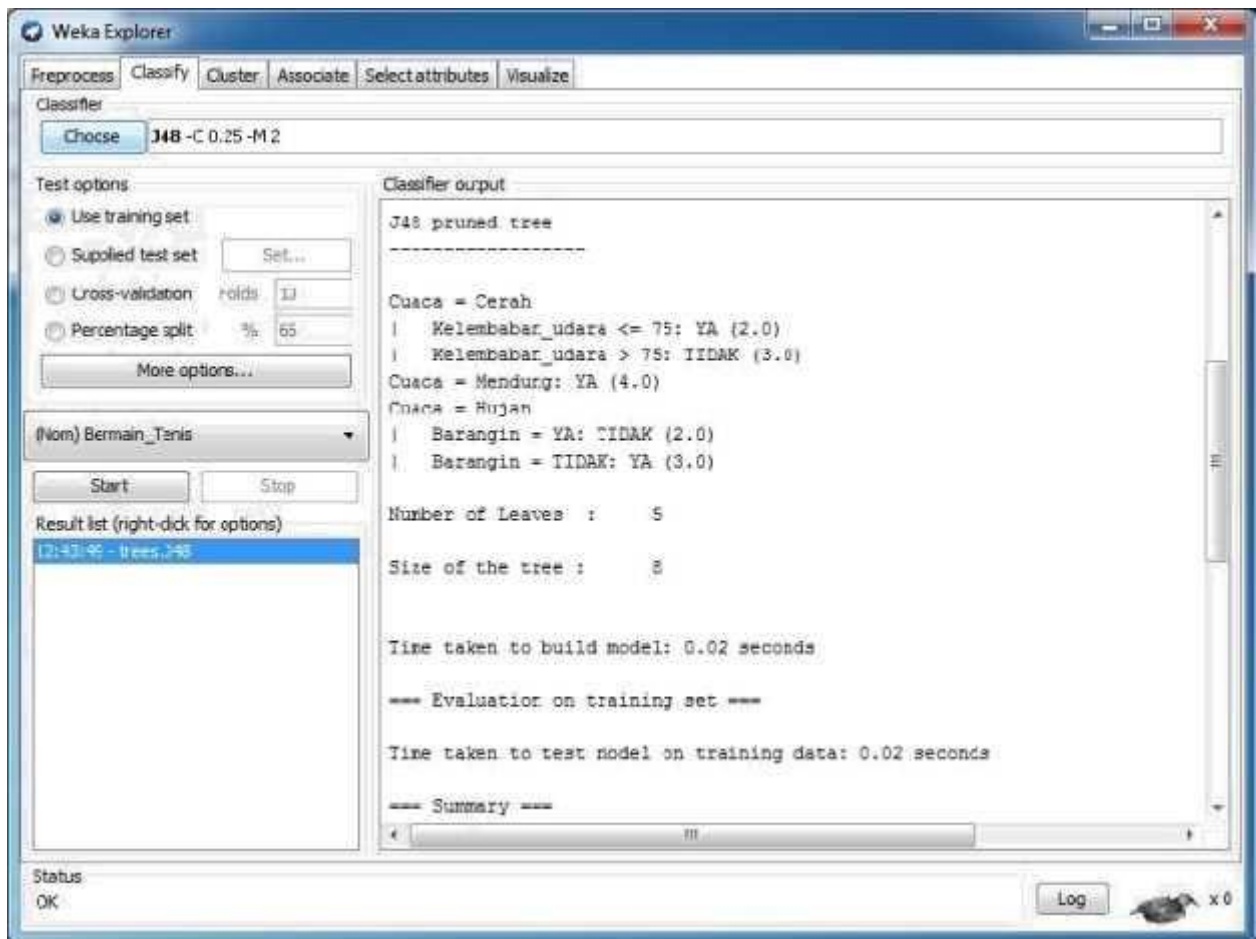 Weka Explorer
Preprocess Classify Cluster Associate Select attributes Visualize
Classifier
Choose J48 -C 0.25 -M 2
Test options
Use training set
Supplied test set Set...
Cross-validation Folds
Percentage split %
More options...
(Nom) Bermain_Tenis
Start Stop
Result list (right-click for options)
- trees.J48
Classifier output
J48 pruned tree
------------------
Cuaca = Cerah
| Kelembaban_udara <= 75: YA (2.0)
| Kelembaban_udara > 75: TIDAK (3.0)
Cuaca = Mendung: YA (4.0)
Cuaca = Hujan
| Barangin = YA: TIDAK (2.0)
| Barangin = TIDAK: YA (3.0)
Number of Leaves : 5
Size of the tree : 8
Time taken to build model: 0.02 seconds
=== Evaluation on training set ===
Time taken to test model on training data: 0.02 seconds
=== Summary ===
Status
OK
Log
x 0